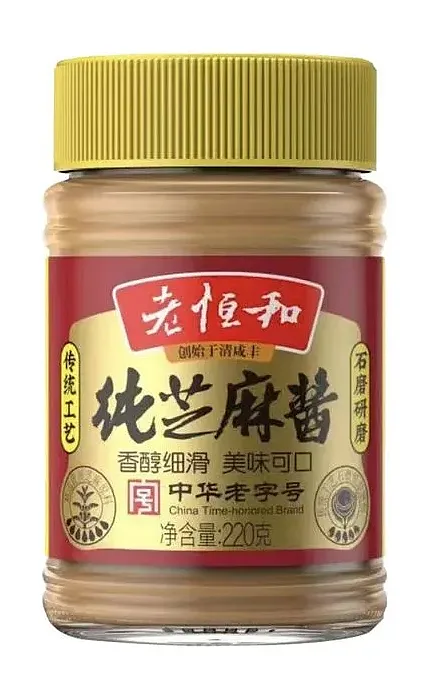 老恒和
创始于清咸丰
传统工艺
石磨研磨
纯芝麻酱
香醇细滑 美味可口
号 中华老字号
China Time-honored Brand
净含量:220克